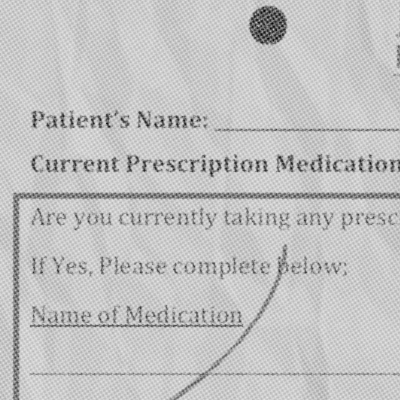 Patient's Name:
Current Prescription Medication
Are you currently taking any presc
If Yes, Please complete below;
Name of Medication